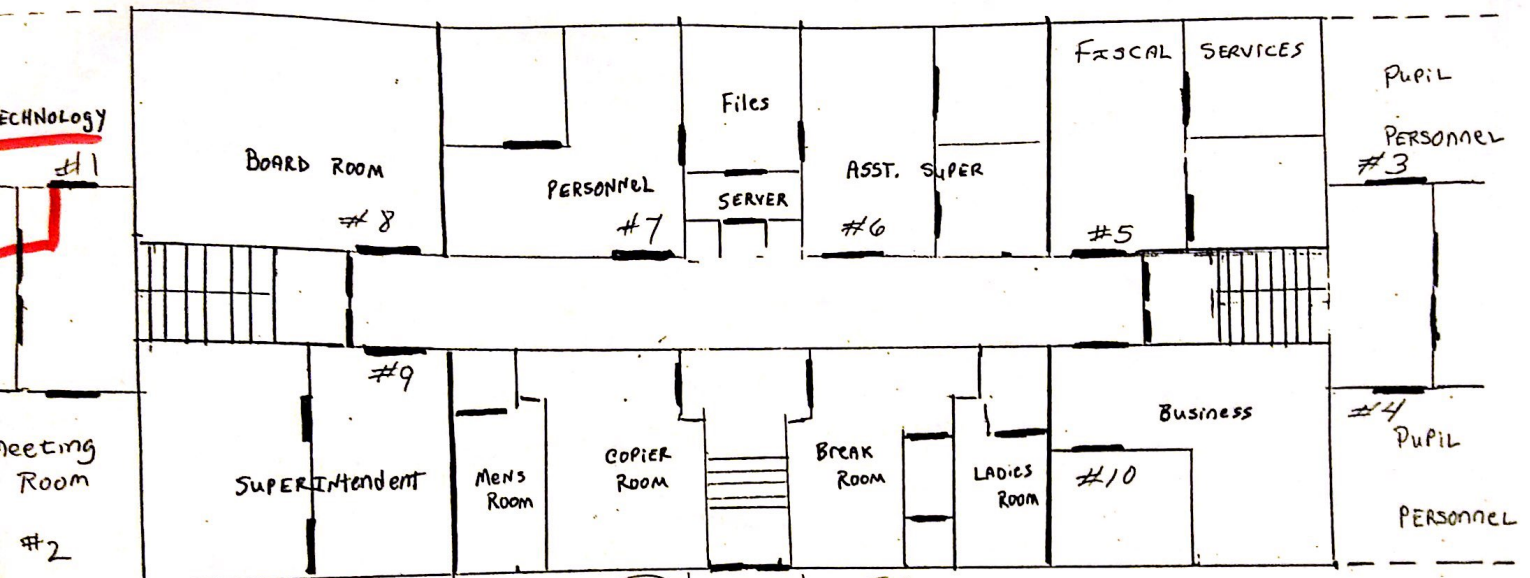 ECHNOLOGY
#1
BOARD ROOM
#8
PERSONNEL
#7
Files
SERVER
ASST. SUPER
#6
FISCAL SERVICES
#5
PUPIL
PERSONNEL
#3
#9
SUPERINTENDENT
MENS
ROOM
COPIER
ROOM
BREAK
ROOM
LADIES
ROOM
Business
#10
#4
PUPIL
PERSONNEL
eeting
Room
#2